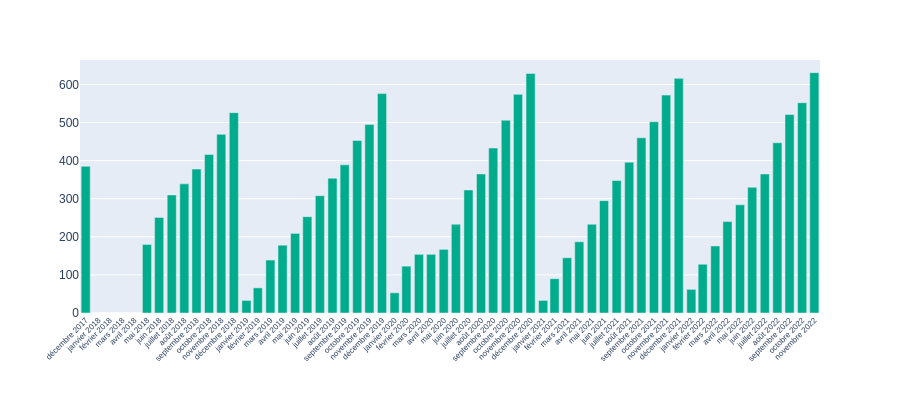 600
500
400
300
200
100
0
décembre 2017
janvier 2018
février 2018
mars 2018
avril 2018
mai 2018
juin 2018
juillet 2018
août 2018
septembre 2018
octobre 2018
novembre 2018
décembre 2018
janvier 2019
février 2019
mars 2019
avril 2019
mai 2019
juin 2019
juillet 2019
août 2019
septembre 2019
octobre 2019
novembre 2019
décembre 2019
janvier 2020
février 2020
mars 2020
avril 2020
mai 2020
juin 2020
juillet 2020
août 2020
septembre 2020
octobre 2020
novembre 2020
décembre 2020
janvier 2021
février 2021
mars 2021
avril 2021
mai 2021
juin 2021
juillet 2021
août 2021
septembre 2021
octobre 2021
novembre 2021
décembre 2021
janvier 2022
février 2022
mars 2022
avril 2022
mai 2022
juin 2022
juillet 2022
août 2022
septembre 2022
octobre 2022
novembre 2022